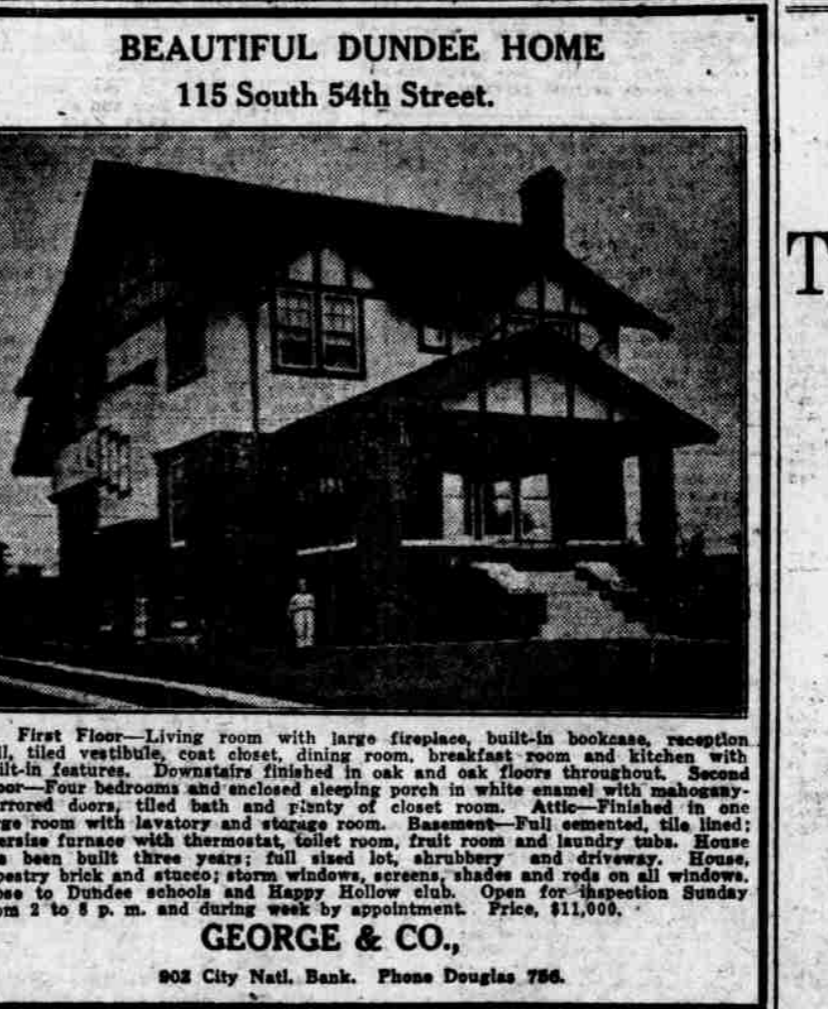 BEAUTIFUL DUNDEE HOME
115 South 54th Street.
T
First Floor—Living room with large fireplace, built-in bookcase, reception
ll, tiled vestibule, coat closet, dining room, breakfast room and kitchen with
ilt-in features. Downstairs finished in oak and oak floors throughout. Second
oor—Four bedrooms and enclosed sleeping porch in white enamel with mahogany-
rrored doors, tiled bath and plenty of closet room. Attic—Finished in one
rge room with lavatory and storage room. Basement—Full cemented, tile lined;
ersize furnace with thermostat, toilet room, fruit room and laundry tubs. House
s been built three years; full sized lot, shrubbery and driveway. House,
pestry brick and stucco; storm windows, screens, shades and rods on all windows.
ose to Dundee schools and Happy Hollow club. Open for inspection Sunday
om 2 to p. m. and during week by appointment. Price, $11,000.
GEORGE & CO.,
902 City Natl. Bank. Phone Douglas 756.